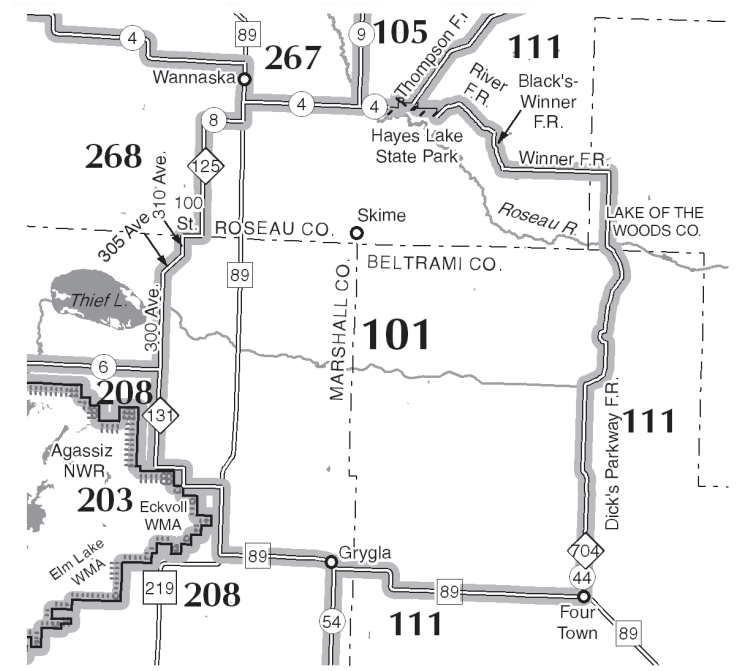 4
89
267
9
105
Thompson F.R.
111
Wannaska
River
F.R.
Black's-
Winner
F.R.
4
4
8
Hayes Lake
State Park
Winner F.R.
268
125
310 Ave.
100
St.
305 Ave.
ROSEAU CO.
Skime
Roseau R.
LAKE OF THE
WOODS CO.
BELTRAMI CO.
89
Thief L.
300 Ave.
MARSHALL CO.
101
6
208
131
Dick's Parkway F.R.
111
Agassiz
NWR
203
Eckvoll
WMA
Elm Lake
WMA
89
Grygla
704
44
219
208
89
54
111
Four
Town
89